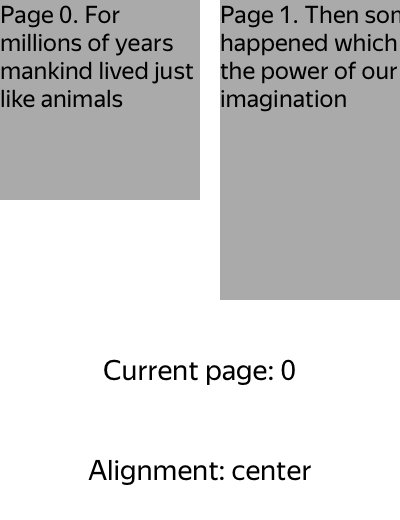 Page 0. For
millions of years
mankind lived just
like animals
Page 1. Then
happened which
the power of our
imagination
Current page: 0
Alignment: center